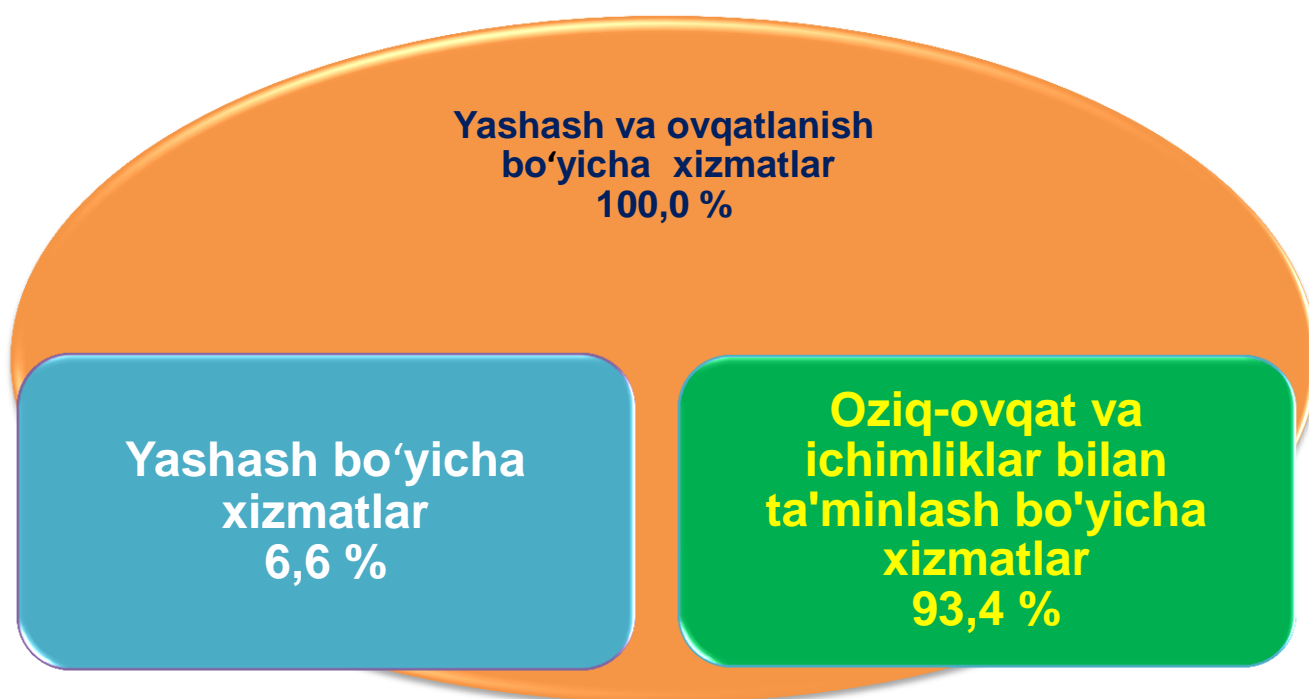 Yashash va ovqatlanish
bo‘yicha xizmatlar
100,0 %
Yashash bo‘yicha
xizmatlar
6,6 %
Oziq-ovqat va
ichimliklar bilan
ta'minlash bo'yicha
xizmatlar
93,4 %